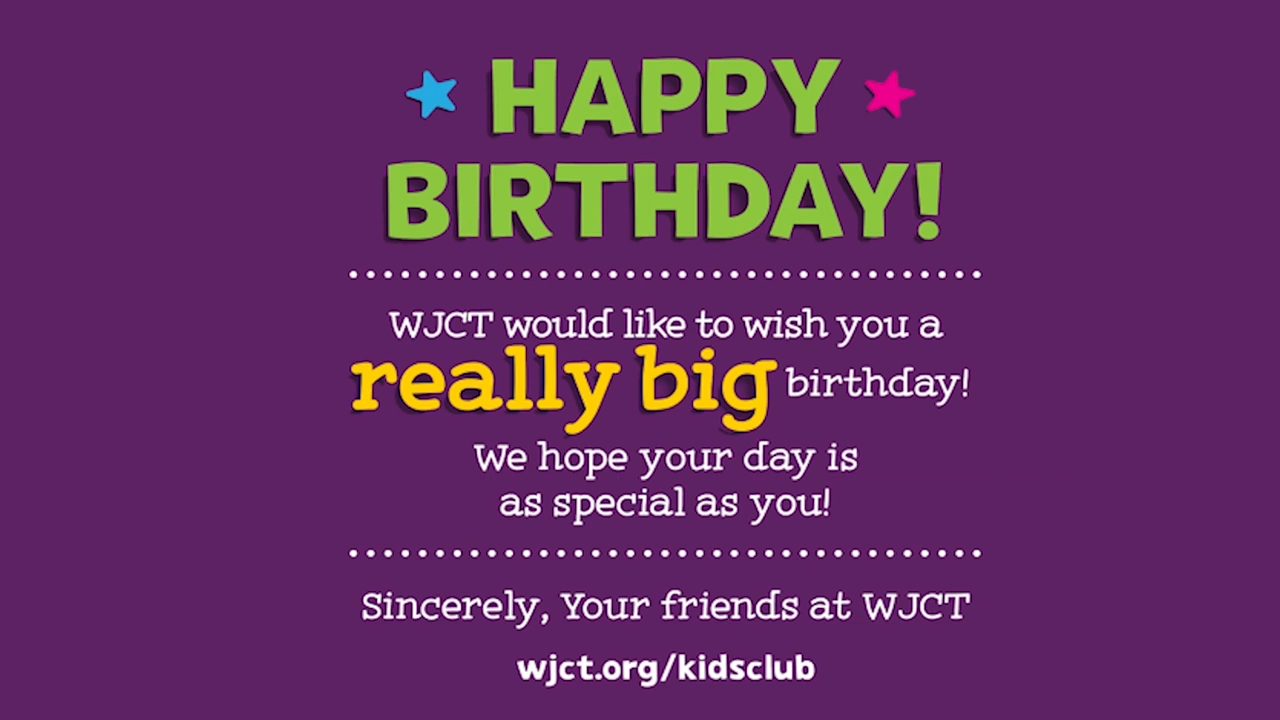 HAPPY
BIRTHDAY!
WJCT would like to wish you a
really big birthday!
We hope your day is
as special as you!
Sincerely, Your friends at WJCT
wjct.org/kidsclub